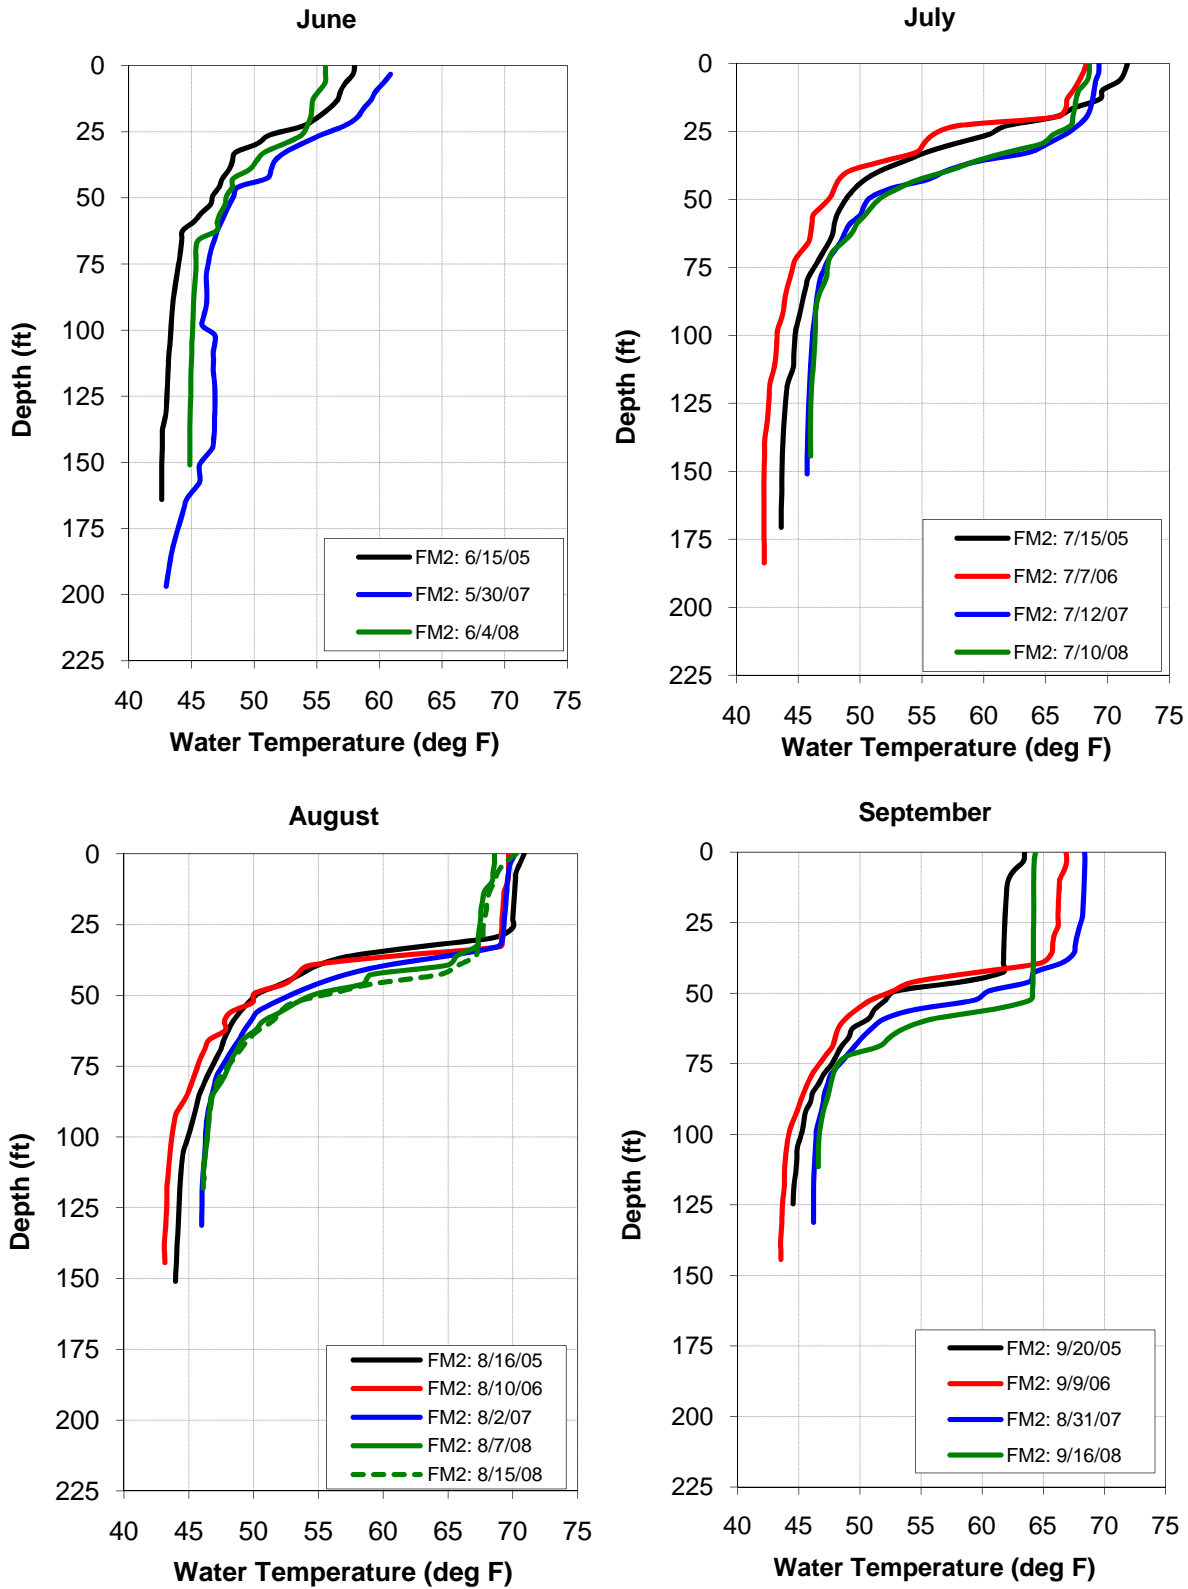 June
0
25
50
75
100
125
150
175
200
225
Depth (ft)
40 45 50 55 60 65 70 75
Water Temperature (deg F)
FM2: 6/15/05
FM2: 5/30/07
FM2: 6/4/08
July
0
25
50
75
100
125
150
175
200
225
Depth (ft)
40 45 50 55 60 65 70 75
Water Temperature (deg F)
FM2: 7/15/05
FM2: 7/7/06
FM2: 7/12/07
FM2: 7/10/08
August
0
25
50
75
100
125
150
175
200
225
Depth (ft)
40 45 50 55 60 65 70 75
Water Temperature (deg F)
FM2: 8/16/05
FM2: 8/10/06
FM2: 8/2/07
FM2: 8/7/08
FM2: 8/15/08
September
0
25
50
75
100
125
150
175
200
225
Depth (ft)
40 45 50 55 60 65 70 75
Water Temperature (deg F)
FM2: 9/20/05
FM2: 9/9/06
FM2: 8/31/07
FM2: 9/16/08